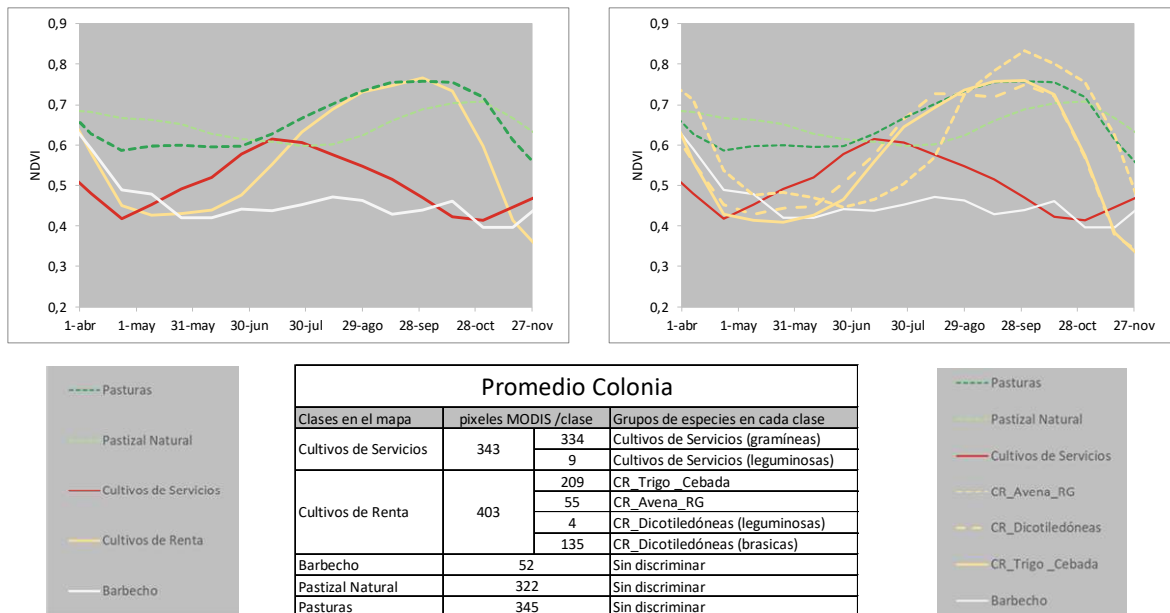 0,9
0,8
0,7
0,6
0,5
0,4
0,3
0,2
NDVI
1-abr 1-may 31-may 30-jun 30-jul 29-ago 28-sep 28-oct 27-nov
0,9
0,8
0,7
0,6
0,5
0,4
0,3
0,2
NDVI
1-abr 1-may 31-may 30-jun 30-jul 29-ago 28-sep 28-oct 27-nov
Pasturas
Pastizal Natural
Cultivos de Servicios
Cultivos de Renta
Barbecho
Promedio Colonia
Clases en el mapa pixeles MODIS /clase Grupos de especies en cada clase
Cultivos de Servicios 343 334 Cultivos de Servicios (gramíneas)
9 Cultivos de Servicios (leguminosas)
Cultivos de Renta 403 209 CR_Trigo _Cebada
55 CR_Avena_RG
4 CR_Dicotiledóneas (leguminosas)
135 CR_Dicotiledóneas (brasicas)
Barbecho 52 Sin discriminar
Pastizal Natural 322 Sin discriminar
Pasturas 345 Sin discriminar
Pasturas
Pastizal Natural
Cultivos de Servicios
CR_Avena_RG
CR_Dicotiledóneas
CR_Trigo _Cebada
Barbecho